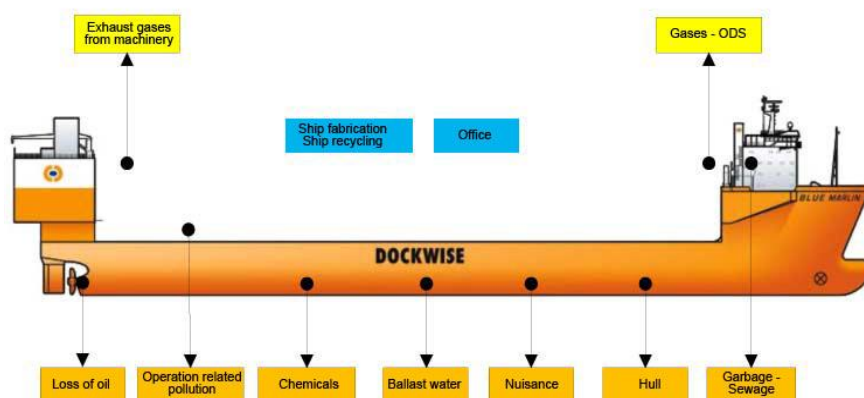 Exhaust gases
from machinery
Gases - ODS
Ship fabrication
Ship recycling
Office
BLUE MARLIN
DOCKWISE
Loss of oil
Operation related
pollution
Chemicals
Ballast water
Nuisance
Hull
Garbage -
Sewage